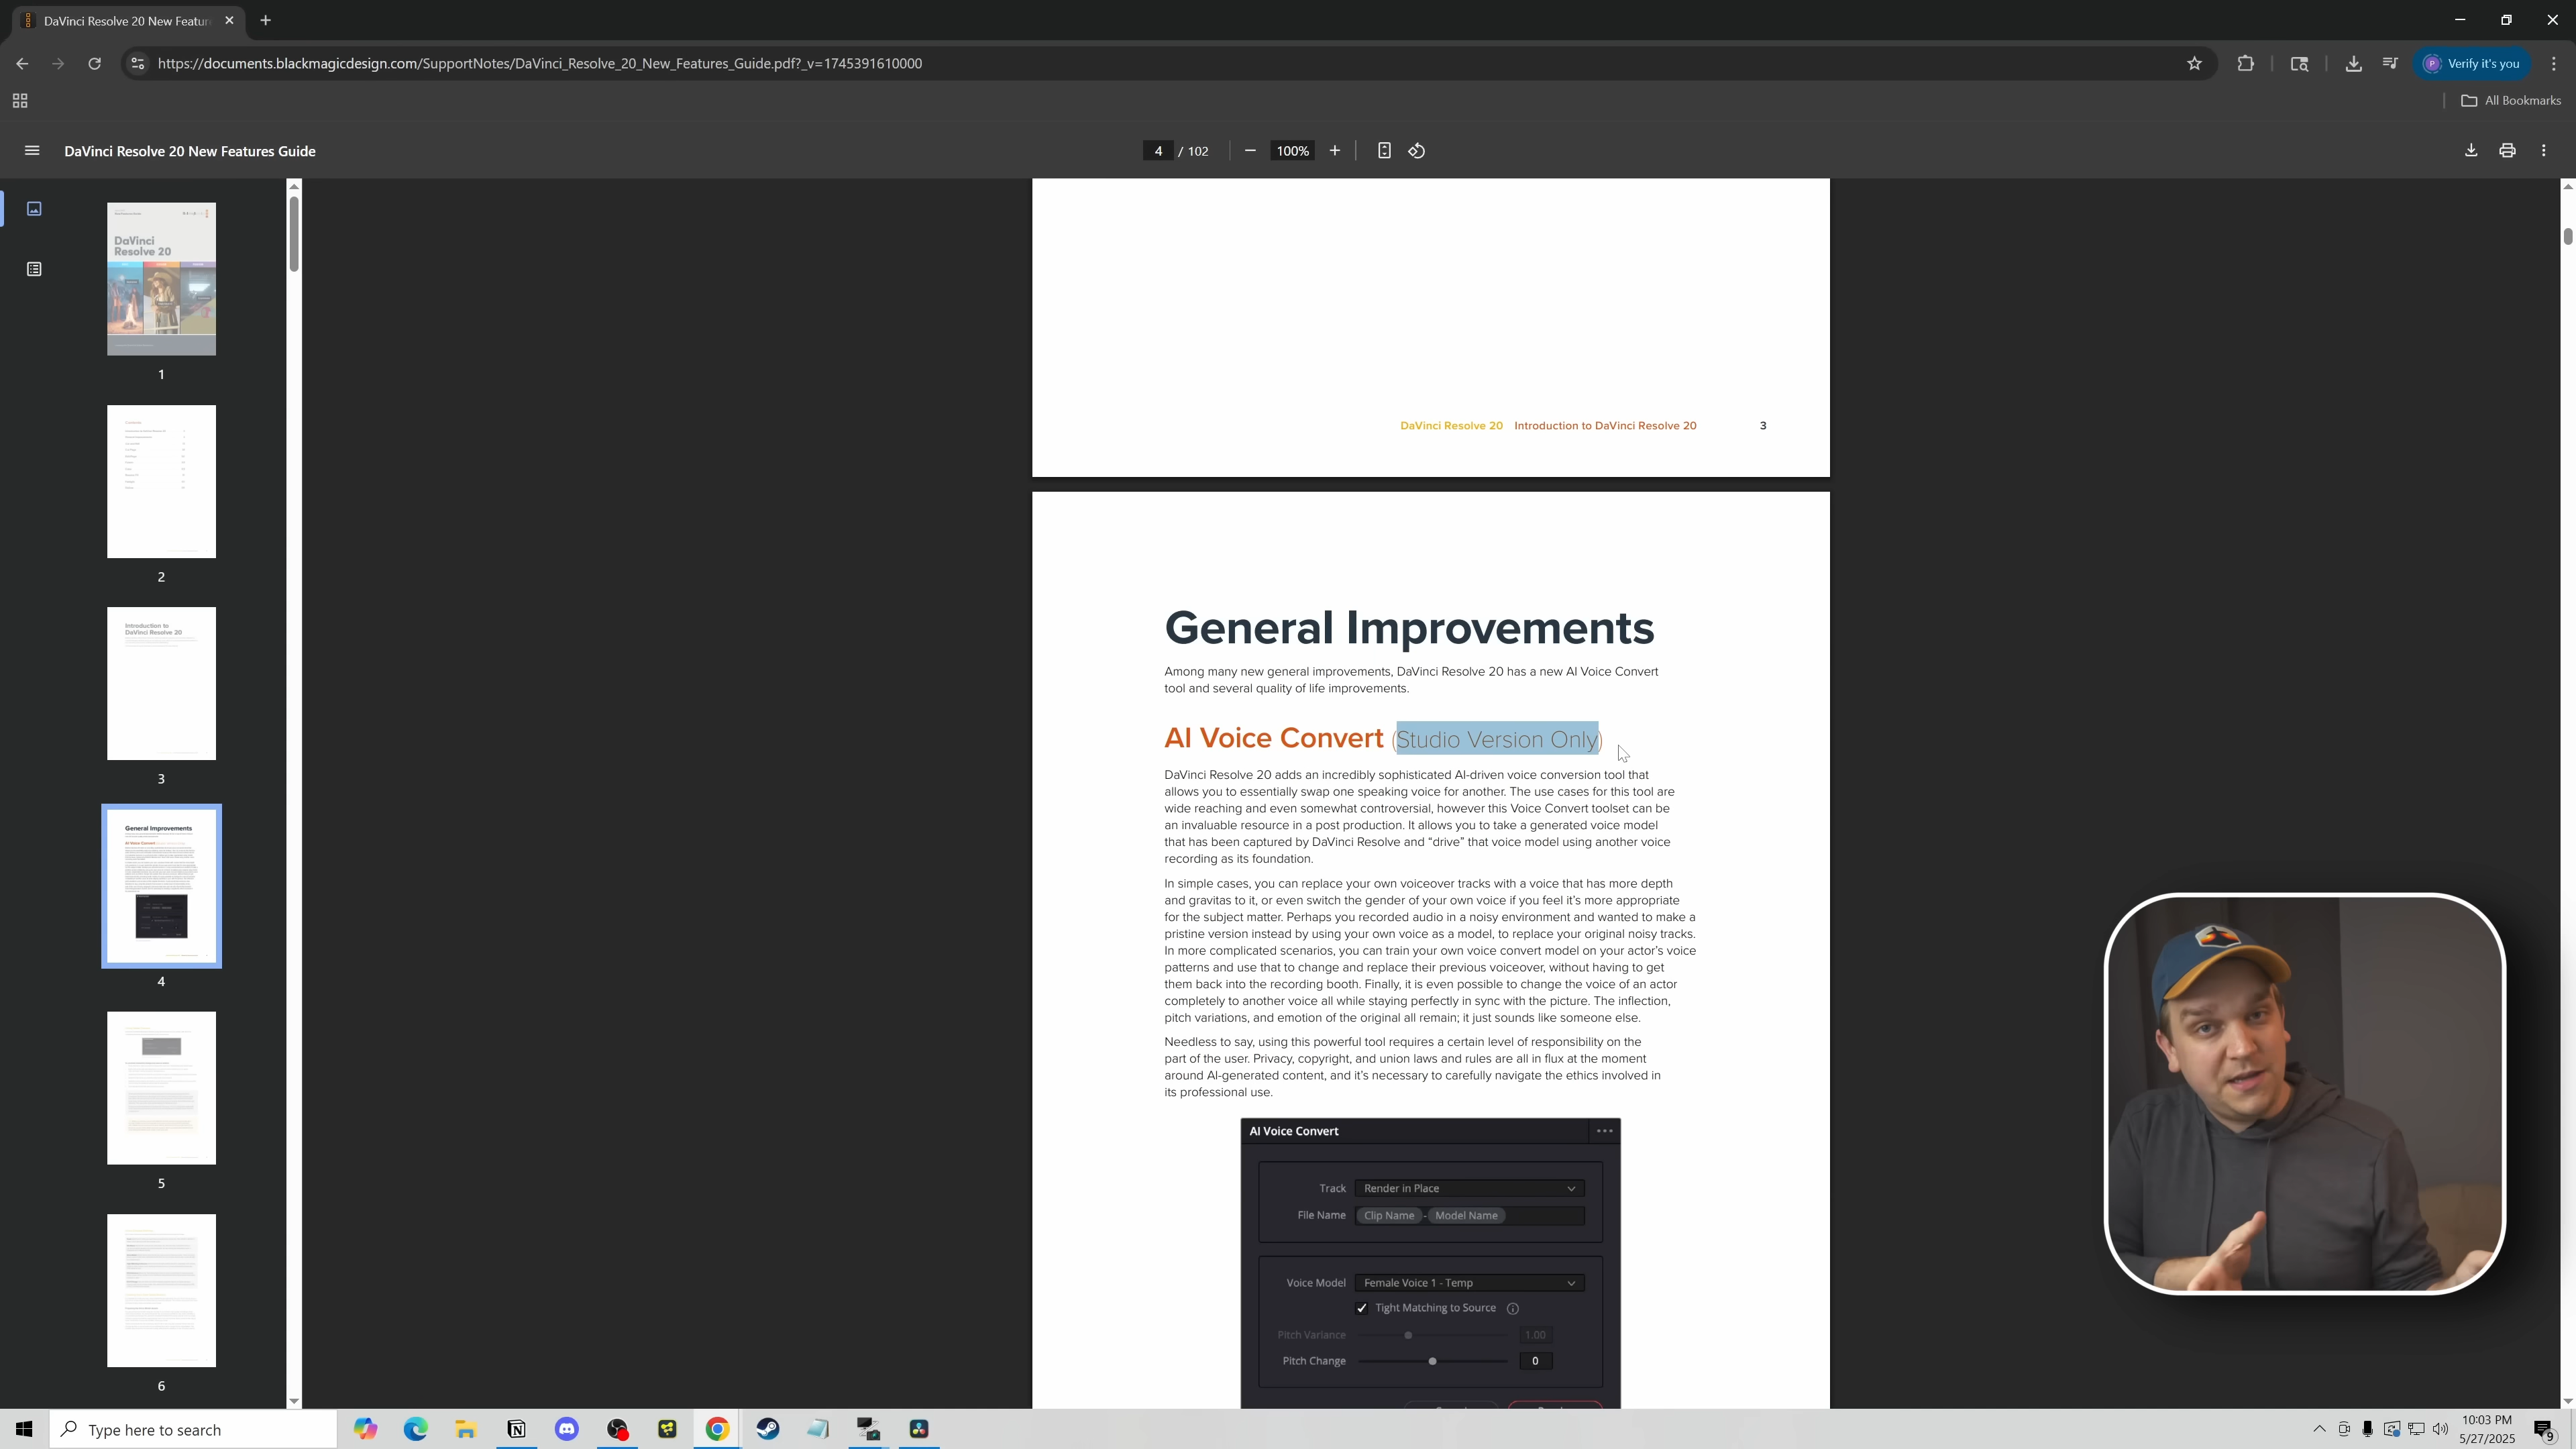 DaVinci Resolve 20 New Featur
https://documents.blackmagicdesign.com/SupportNotes/DaVinci_Resolve_20_New_Features_Guide.pdf?_v=1745391610000
P
Verify it's you
All Bookmarks
DaVinci Resolve 20 New Features Guide
4 / 102
100%
DaVinci
Resolve 20
1
2
Introduction to
DaVinci Resolve 20
3
General Improvements
AI Voice Convert
4
5
6
DaVinci Resolve 20 Introduction to DaVinci Resolve 20 3
General Improvements
Among many new general improvements, DaVinci Resolve 20 has a new AI Voice Convert
tool and several quality of life improvements.
AI Voice Convert (Studio Version Only)
DaVinci Resolve 20 adds an incredibly sophisticated AI-driven voice conversion tool that
allows you to essentially swap one speaking voice for another. The use cases for this tool are
wide reaching and even somewhat controversial, however this Voice Convert toolset can be
an invaluable resource in a post production. It allows you to take a generated voice model
that has been captured by DaVinci Resolve and “drive” that voice model using another voice
recording as its foundation.
In simple cases, you can replace your own voiceover tracks with a voice that has more depth
and gravitas to it, or even switch the gender of your own voice if you feel it’s more appropriate
for the subject matter. Perhaps you recorded audio in a noisy environment and wanted to make a
pristine version instead by using your own voice as a model, to replace your original noisy tracks.
In more complicated scenarios, you can train your own voice convert model on your actor’s voice
patterns and use that to change and replace their previous voiceover, without having to get
them back into the recording booth. Finally, it is even possible to change the voice of an actor
completely to another voice all while staying perfectly in sync with the picture. The inflection,
pitch variations, and emotion of the original all remain; it just sounds like someone else.
Needless to say, using this powerful tool requires a certain level of responsibility on the
part of the user. Privacy, copyright, and union laws and rules are all in flux at the moment
around AI-generated content, and it’s necessary to carefully navigate the ethics involved in
its professional use.
AI Voice Convert
Track Render in Place
File Name Clip Name - Model Name
Voice Model Female Voice 1 - Temp
Tight Matching to Source
Pitch Variance 1.00
Pitch Change 0
Type here to search
10:03 PM
5/27/2025
9